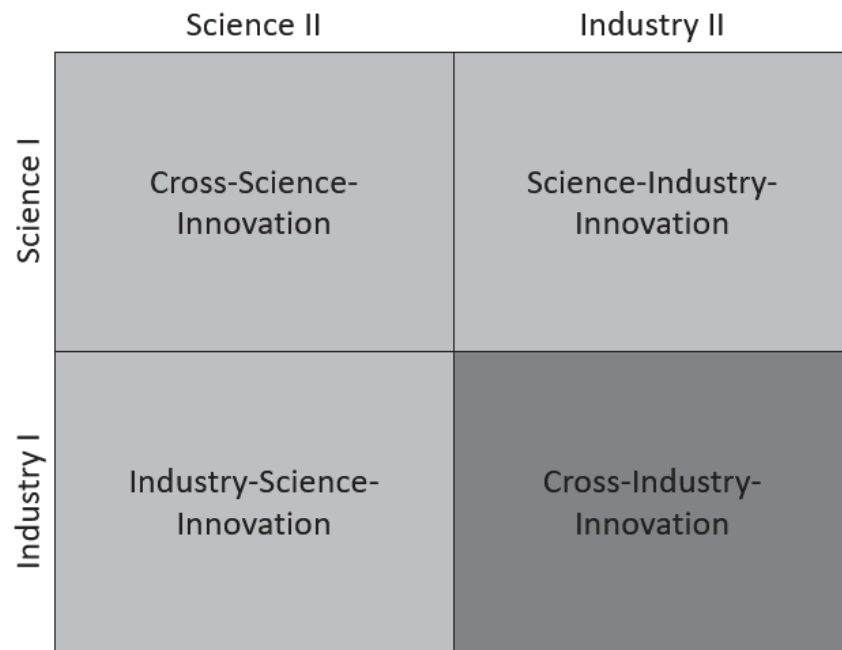 Science II
Industry II
Science I
Cross-Science-
Innovation
Science-Industry-
Innovation
Industry I
Industry-Science-
Innovation
Cross-Industry-
Innovation